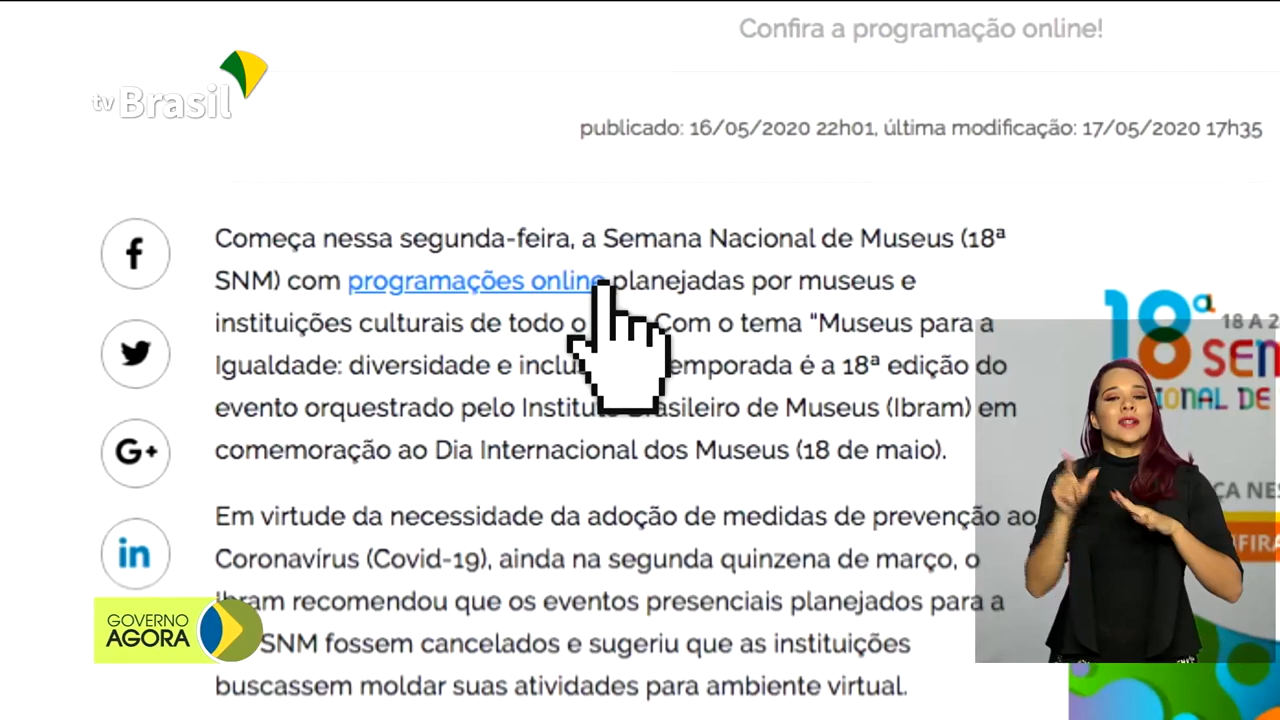 Confira a programação online!
tv Brasil
publicado: 16/05/2020 22h01, última modificação: 17/05/2020 17h35
Começa nessa segunda-feira, a Semana Nacional de Museus (18ª
SNM) com programações online planejadas por museus e
instituições culturais de todo o Com o tema "Museus para a
Igualdade: diversidade e inclu emporada é a 18ª edição do
evento orquestrado pelo Instituto Brasileiro de Museus (Ibram) em
comemoração ao Dia Internacional dos Museus (18 de maio).
Em virtude da necessidade da adoção de medidas de prevenção ao
Coronavírus (Covid-19), ainda na segunda quinzena de março, o
Ibram recomendou que os eventos presenciais planejados para a
SNM fossem cancelados e sugeriu que as instituições
buscassem moldar suas atividades para ambiente virtual.
G+
in
GOVERNO
AGORA
18ª
18 A 2
SEN
IONAL DE
ÇA NES
FIRA